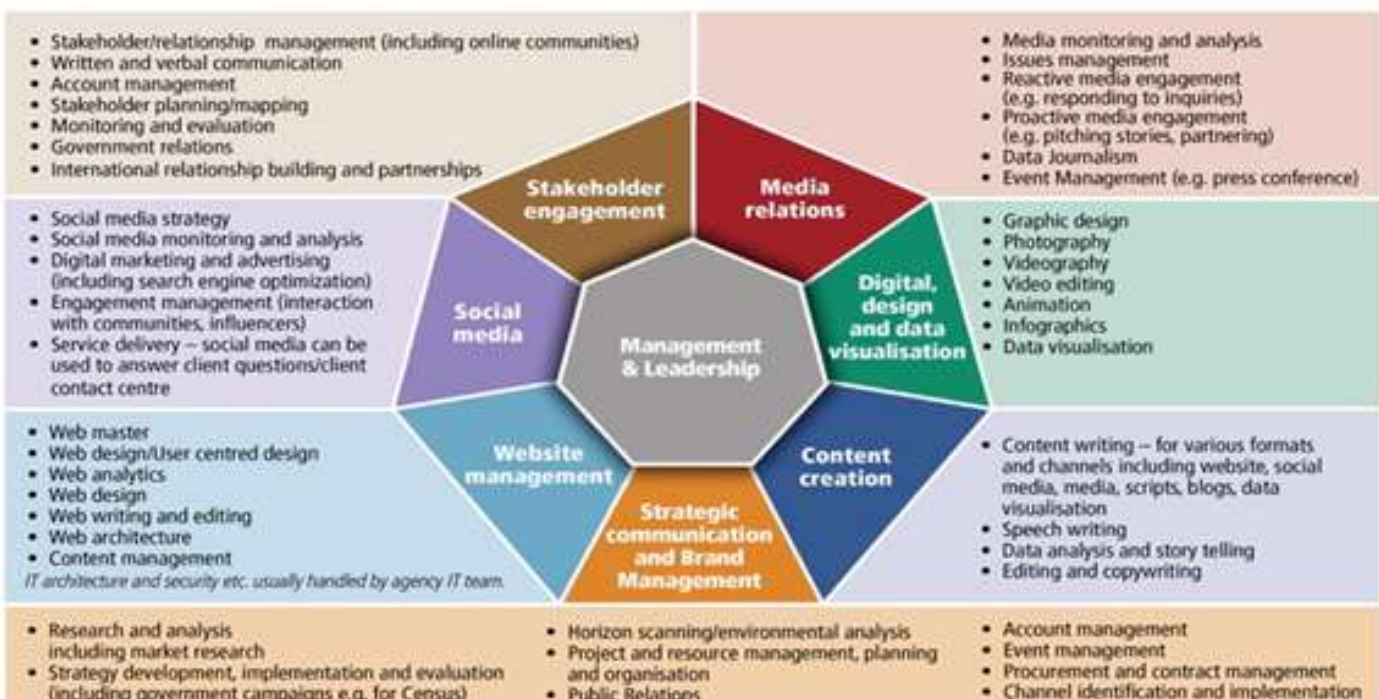 • Stakeholder/relationship management (including online communities)
• Written and verbal communication
• Account management
• Stakeholder planning/mapping
• Monitoring and evaluation
• Government relations
• International relationship building and partnerships
• Media monitoring and analysis
• Issues management
• Reactive media engagement
(e.g. responding to inquiries)
• Proactive media engagement
(e.g. pitching stories, partnering)
• Data Journalism
• Event Management (e.g. press conference)
Stakeholder
engagement
Media
relations
• Social media strategy
• Social media monitoring and analysis
• Digital marketing and advertising
(including search engine optimization)
• Engagement management (interaction
with communities, influencers)
• Service delivery – social media can be
used to answer client questions/client
contact centre
Social
media
Management
& Leadership
Digital,
design
and data
visualisation
• Graphic design
• Photography
• Videography
• Video editing
• Animation
• Infographics
• Data visualisation
• Web master
• Web design/User centred design
• Web analytics
• Web design
• Web writing and editing
• Web architecture
• Content management
IT architecture and security etc. usually handled by agency IT team.
Website
management
Strategic
communication
and Brand
Management
Content
creation
• Content writing – for various formats
and channels including website, social
media, media, scripts, blogs, data
visualisation
• Speech writing
• Data analysis and story telling
• Editing and copywriting
• Research and analysis
including market research
• Strategy development, implementation and evaluation
(including government campaigns e.g. for Census)
• Horizon scanning/environmental analysis
• Project and resource management, planning
and organisation
• Public Relations
• Account management
• Event management
• Procurement and contract management
• Channel identification and implementation